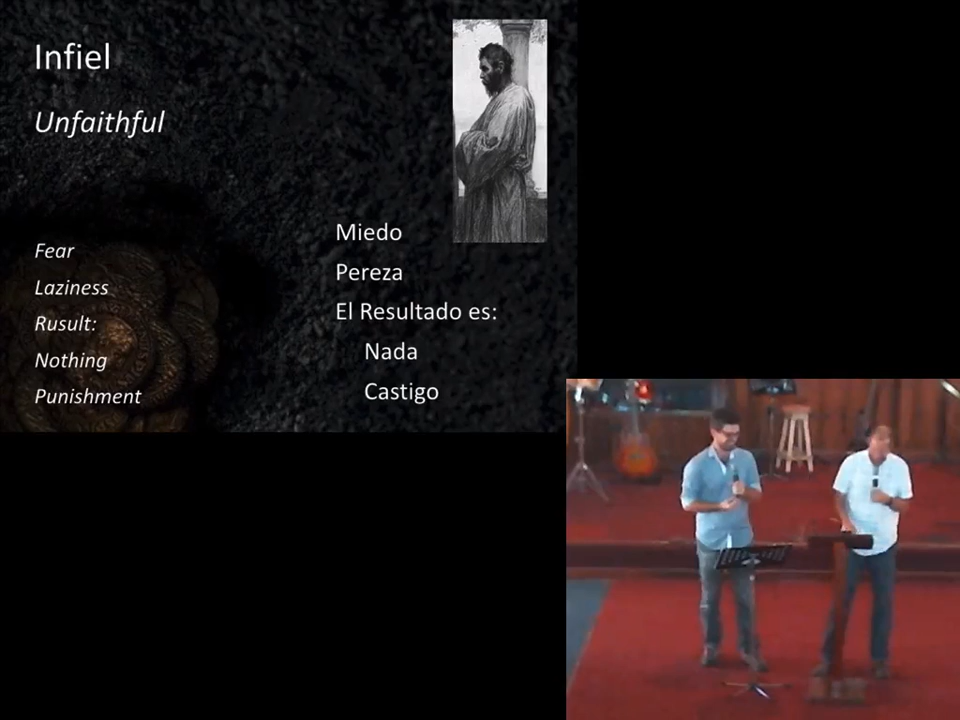 Infiel
Unfaithful
Fear
Laziness
Rusult:
Nothing
Punishment
Miedo
Pereza
El Resultado es:
Nada
Castigo